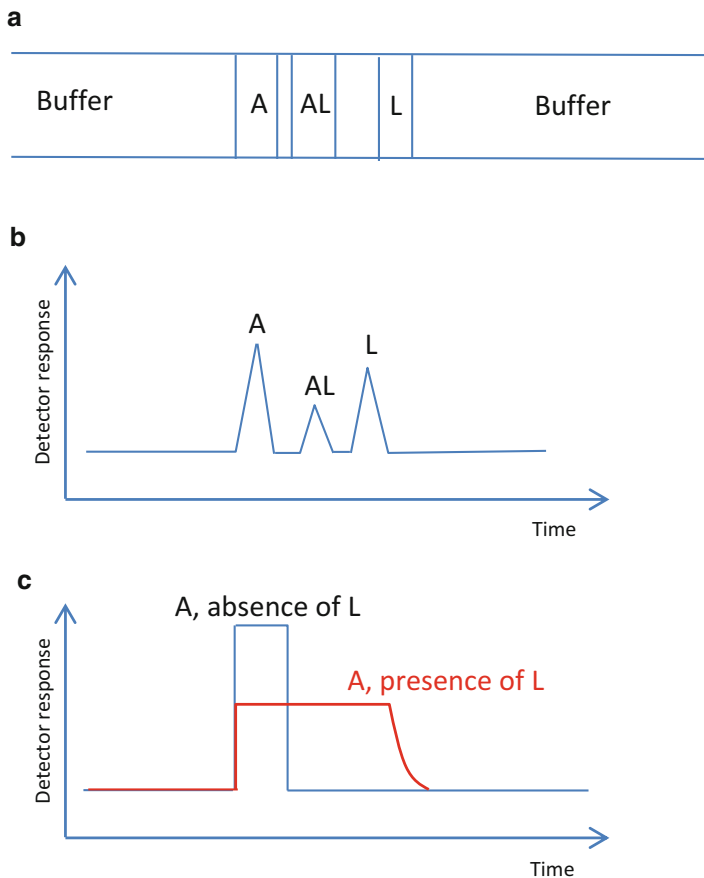 a
Buffer
A
AL
L
Buffer
b
Detector response
A
AL
L
Time
c
Detector response
A, absence of L
A, presence of L
Time